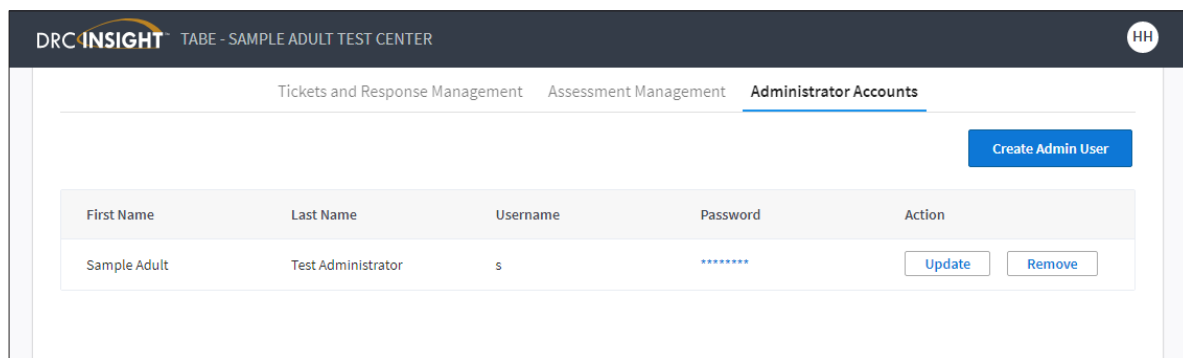 DRC INSIGHT™ TABE - SAMPLE ADULT TEST CENTER HH
Tickets and Response Management Assessment Management Administrator Accounts
Create Admin User
First Name Last Name Username Password Action
Sample Adult Test Administrator s ******** Update Remove